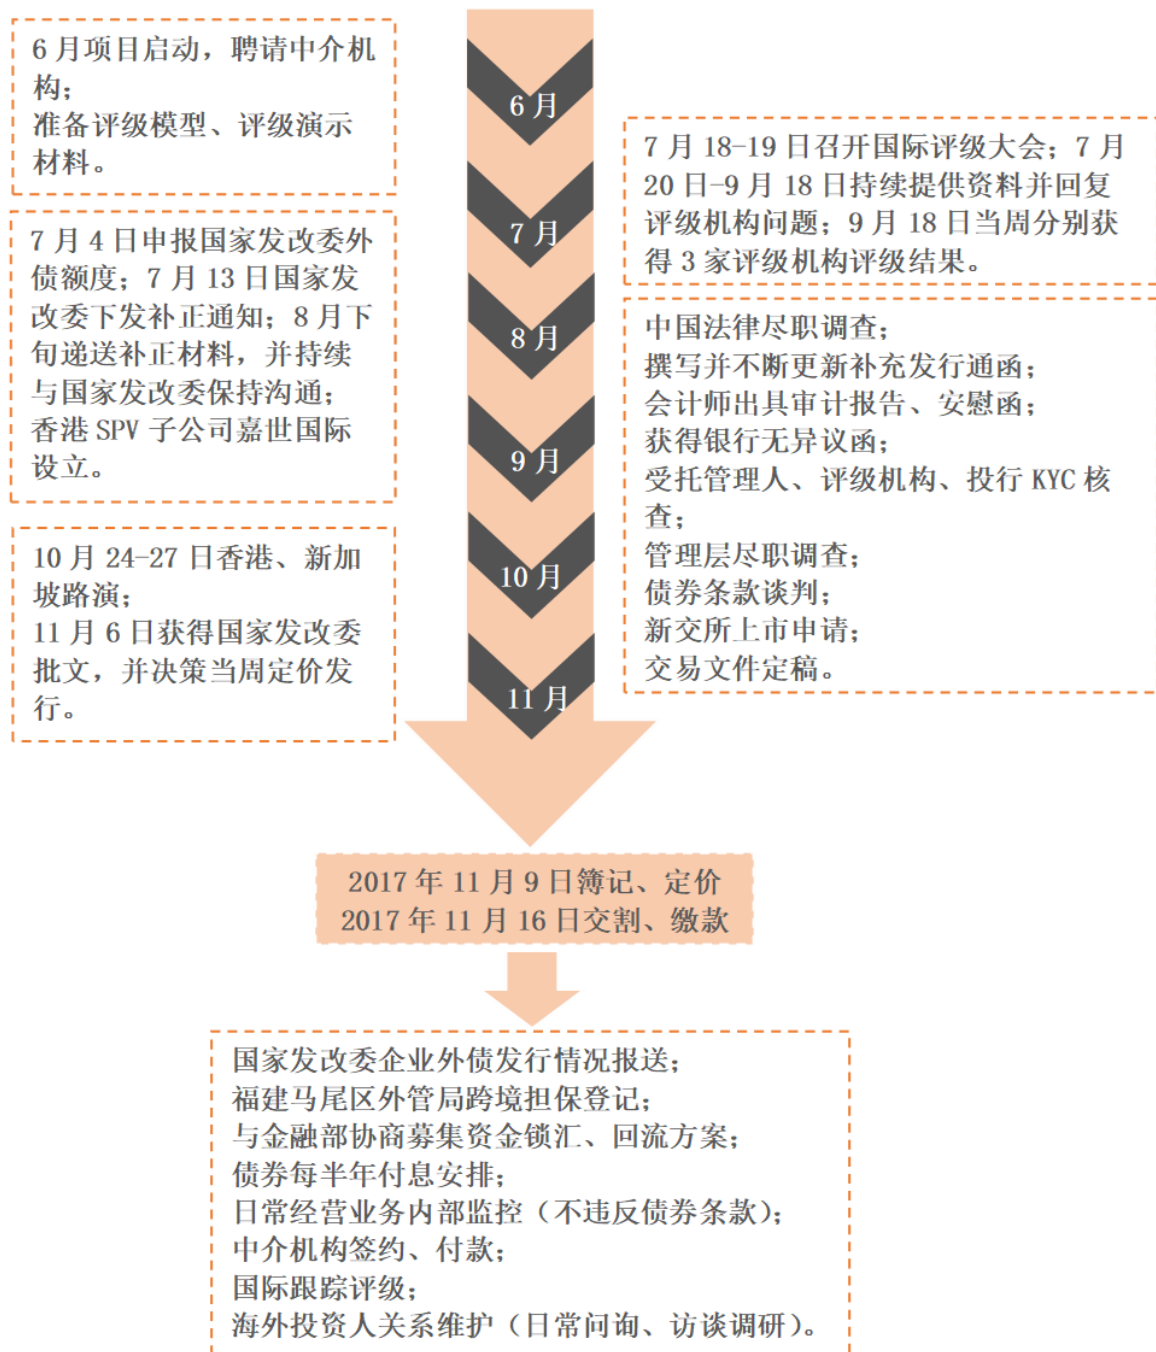 6月项目启动，聘请中介机
构；
准备评级模型、评级演示
材料。
7月4日申报国家发改委外
债额度；7月13日国家发
改委下发补正通知；8月下
旬递送补正材料，并持续
与国家发改委保持沟通；
香港SPV子公司嘉世国际
设立。
10月24-27日香港、新加
坡路演；
11月6日获得国家发改委
批文，并决策当周定价发
行。
6月
7月
8月
9月
10月
11月
7月18-19日召开国际评级大会；7月
20日-9月18日持续提供资料并回复
评级机构问题；9月18日当周分别获
得3家评级机构评级结果。
中国法律尽职调查；
撰写并不断更新补充发行通函；
会计师出具审计报告、安慰函；
获得银行无异议函；
受托管理人、评级机构、投行KYC核
查；
管理层尽职调查；
债券条款谈判；
新交所上市申请；
交易文件定稿。
2017年11月9日簿记、定价
2017年11月16日交割、缴款
国家发改委企业外债发行情况报送；
福建马尾区外管局跨境担保登记；
与金融部协商募集资金锁汇、回流方案；
债券每半年付息安排；
日常经营业务内部监控（不违反债券条款）；
中介机构签约、付款；
国际跟踪评级；
海外投资人关系维护（日常问询、访谈调研）。